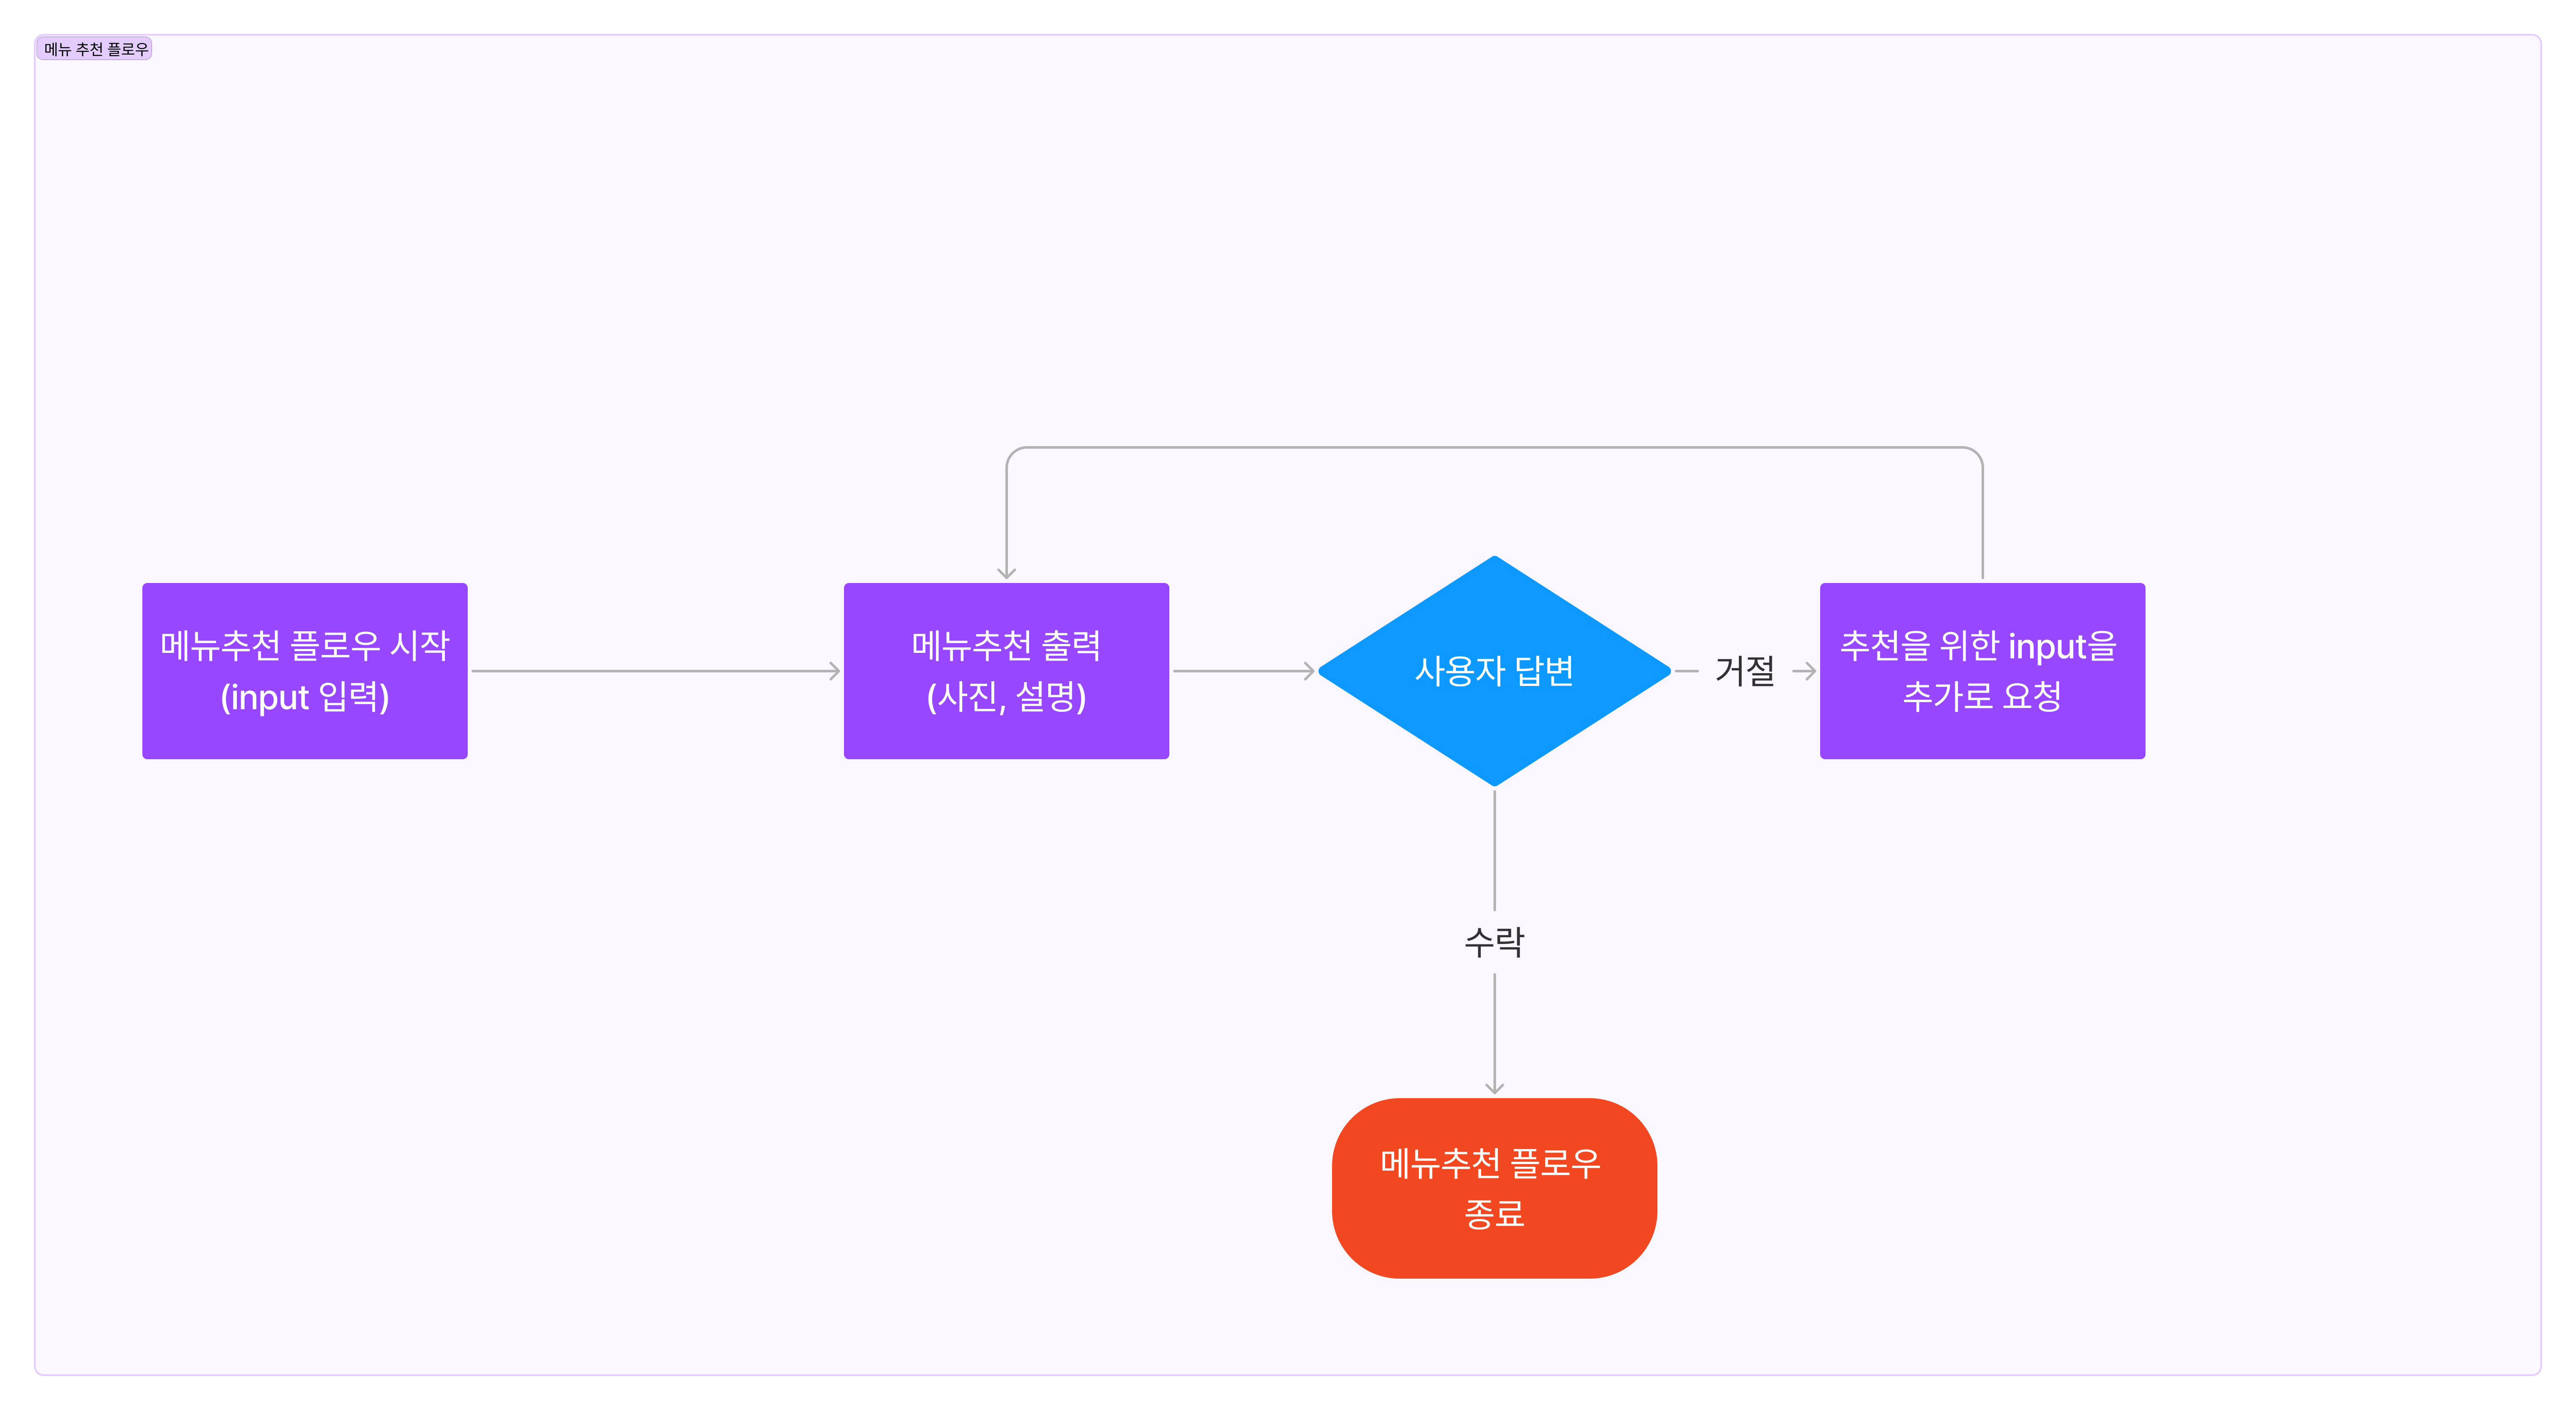 메뉴 추천 플로우
메뉴추천 플로우 시작
(input 입력)
메뉴추천 출력
(사진, 설명)
사용자 답변
거절
추천을 위한 input을
추가로 요청
수락
메뉴추천 플로우
종료